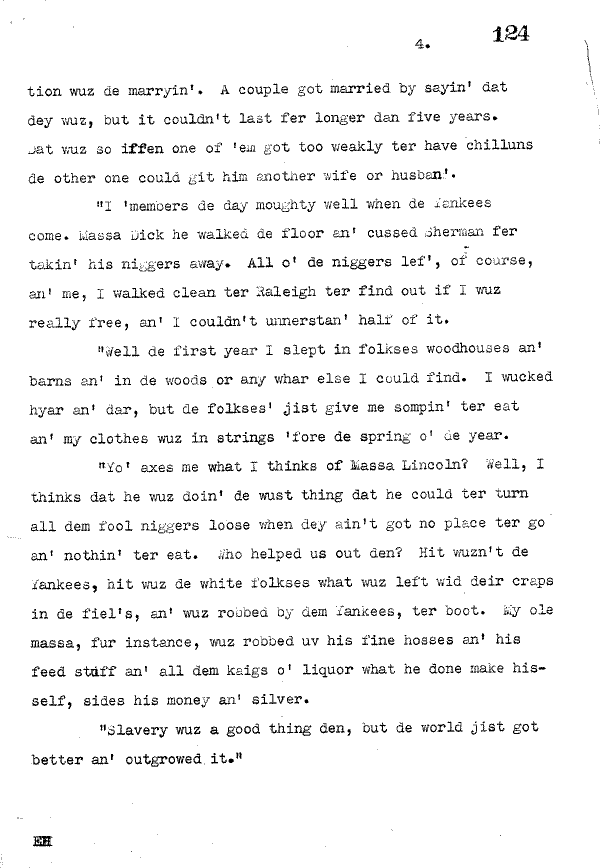 4.
124
tion wuz de marryin'. A couple got married by sayin' dat
dey wuz, but it couldn't last fer longer dan five years.
Dat wuz so iffen one of 'em got too weakly ter have chilluns
de other one could git him another wife or husban'.
"I 'members de day moughty well when de Yankees
come. Massa Dick he walked de floor an' cussed Sherman fer
takin' his niggers away. All o' de niggers lef', of course,
an' me, I walked clean ter Raleigh ter find out if I wuz
really free, an' I couldn't unnerstan' half of it.
"Well de first year I slept in folkses woodhouses an'
barns an' in de woods or any whar else I could find. I wucked
hyar an' dar, but de folkses' jist give me sompin' ter eat
an' my clothes wuz in strings 'fore de spring o' de year.
"Yo' axes me what I thinks of Massa Lincoln? Well, I
thinks dat he wuz doin' de wust thing dat he could ter turn
all dem fool niggers loose when dey ain't got no place ter go
an' nothin' ter eat. Who helped us out den? Hit wuzn't de
Yankees, hit wuz de white folkses what wuz left wid deir craps
in de fiel's, an' wuz robbed by dem Yankees, ter boot. My ole
massa, fur instance, wuz robbed uv his fine hosses an' his
feed stuff an' all dem kaigs o' liquor what he done make his-
self, sides his money an' silver.
"Slavery wuz a good thing den, but de world jist got
better an' outgrowed it."
EH